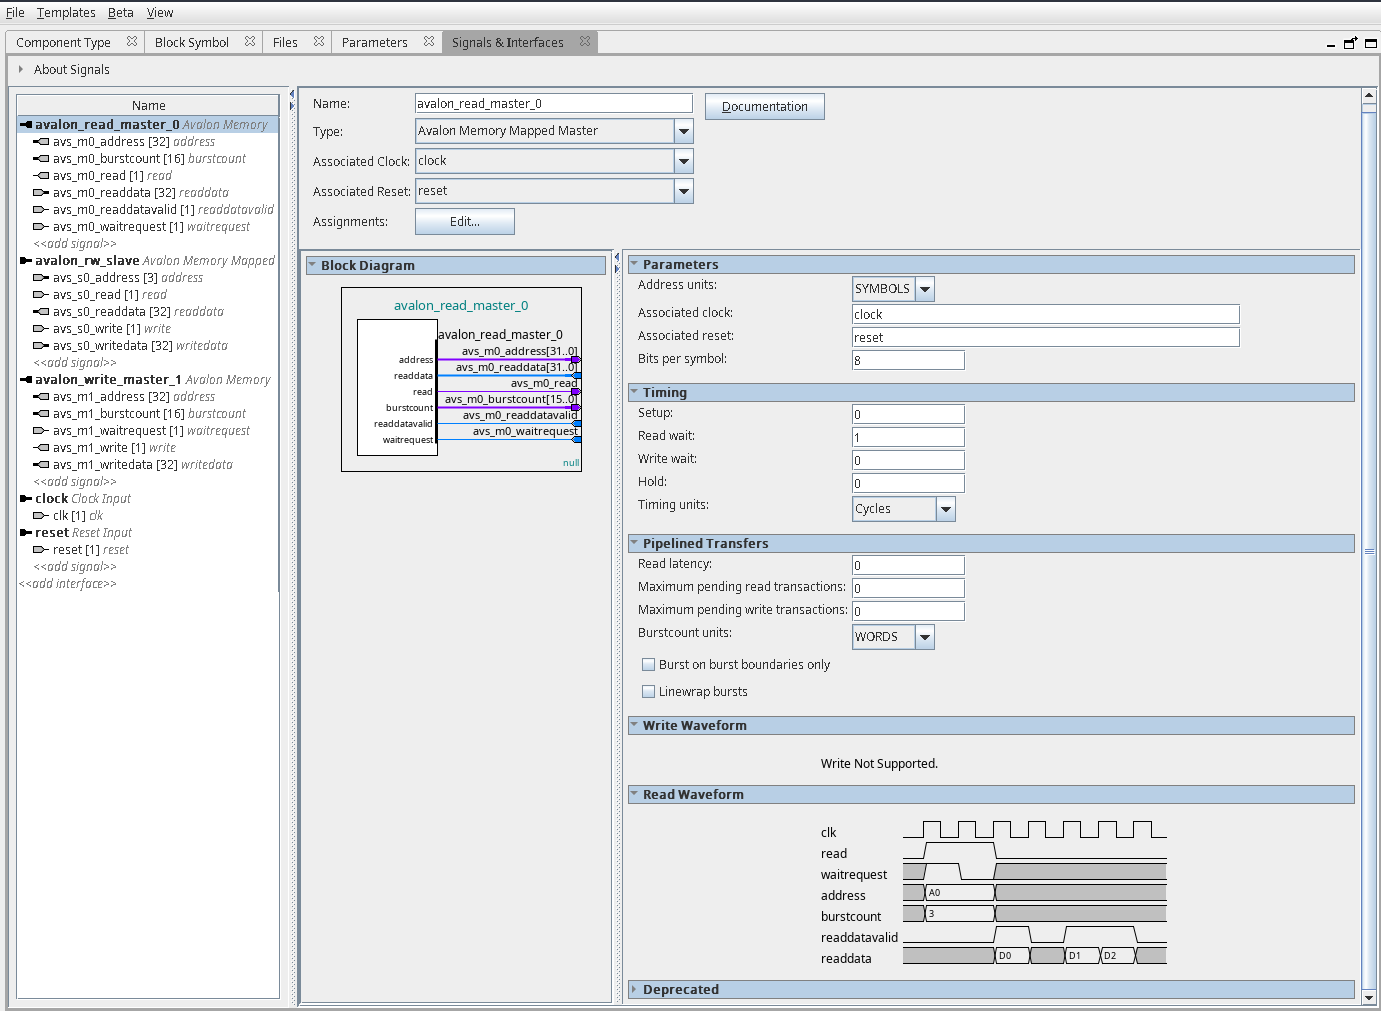 File Templates Beta View
Component Type Block Symbol Files Parameters Signals & Interfaces
About Signals
Name
avalon_read_master_0 Avalon Memory
avs_m0_address [32] address
avs_m0_burstcount [16] burstcount
avs_m0_read [1] read
avs_m0_readdata [32] readdata
avs_m0_readdatavalid [1] readdatavalid
avs_m0_waitrequest [1] waitrequest
<<add signal>>
avalon_rw_slave Avalon Memory Mapped
avs_s0_address [3] address
avs_s0_read [1] read
avs_s0_readdata [32] readdata
avs_s0_write [1] write
avs_s0_writedata [32] writedata
<<add signal>>
avalon_write_master_1 Avalon Memory
avs_m1_address [32] address
avs_m1_burstcount [16] burstcount
avs_m1_waitrequest [1] waitrequest
avs_m1_write [1] write
avs_m1_writedata [32] writedata
<<add signal>>
clock Clock Input
clk [1] clk
reset Reset Input
reset [1] reset
<<add signal>>
<<add interface>>
Name: avalon_read_master_0 Documentation
Type: Avalon Memory Mapped Master
Associated Clock: clock
Associated Reset: reset
Assignments: Edit...
Block Diagram
avalon_read_master_0
avalon_read_master_0
address avs_m0_address[31..0]
readdata avs_m0_readdata[31..0]
read avs_m0_read
burstcount avs_m0_burstcount[15..0]
readdatavalid avs_m0_readdatavalid
waitrequest avs_m0_waitrequest
null
Parameters
Address units: SYMBOLS
Associated clock: clock
Associated reset: reset
Bits per symbol: 8
Timing
Setup: 0
Read wait: 1
Write wait: 0
Hold: 0
Timing units: Cycles
Pipelined Transfers
Read latency: 0
Maximum pending read transactions: 0
Maximum pending write transactions: 0
Burstcount units: WORDS
Burst on burst boundaries only
Linewrap bursts
Write Waveform
Write Not Supported.
Read Waveform
clk
read
waitrequest
address A0
burstcount 3
readdatavalid
readdata D0 D1 D2
Deprecated